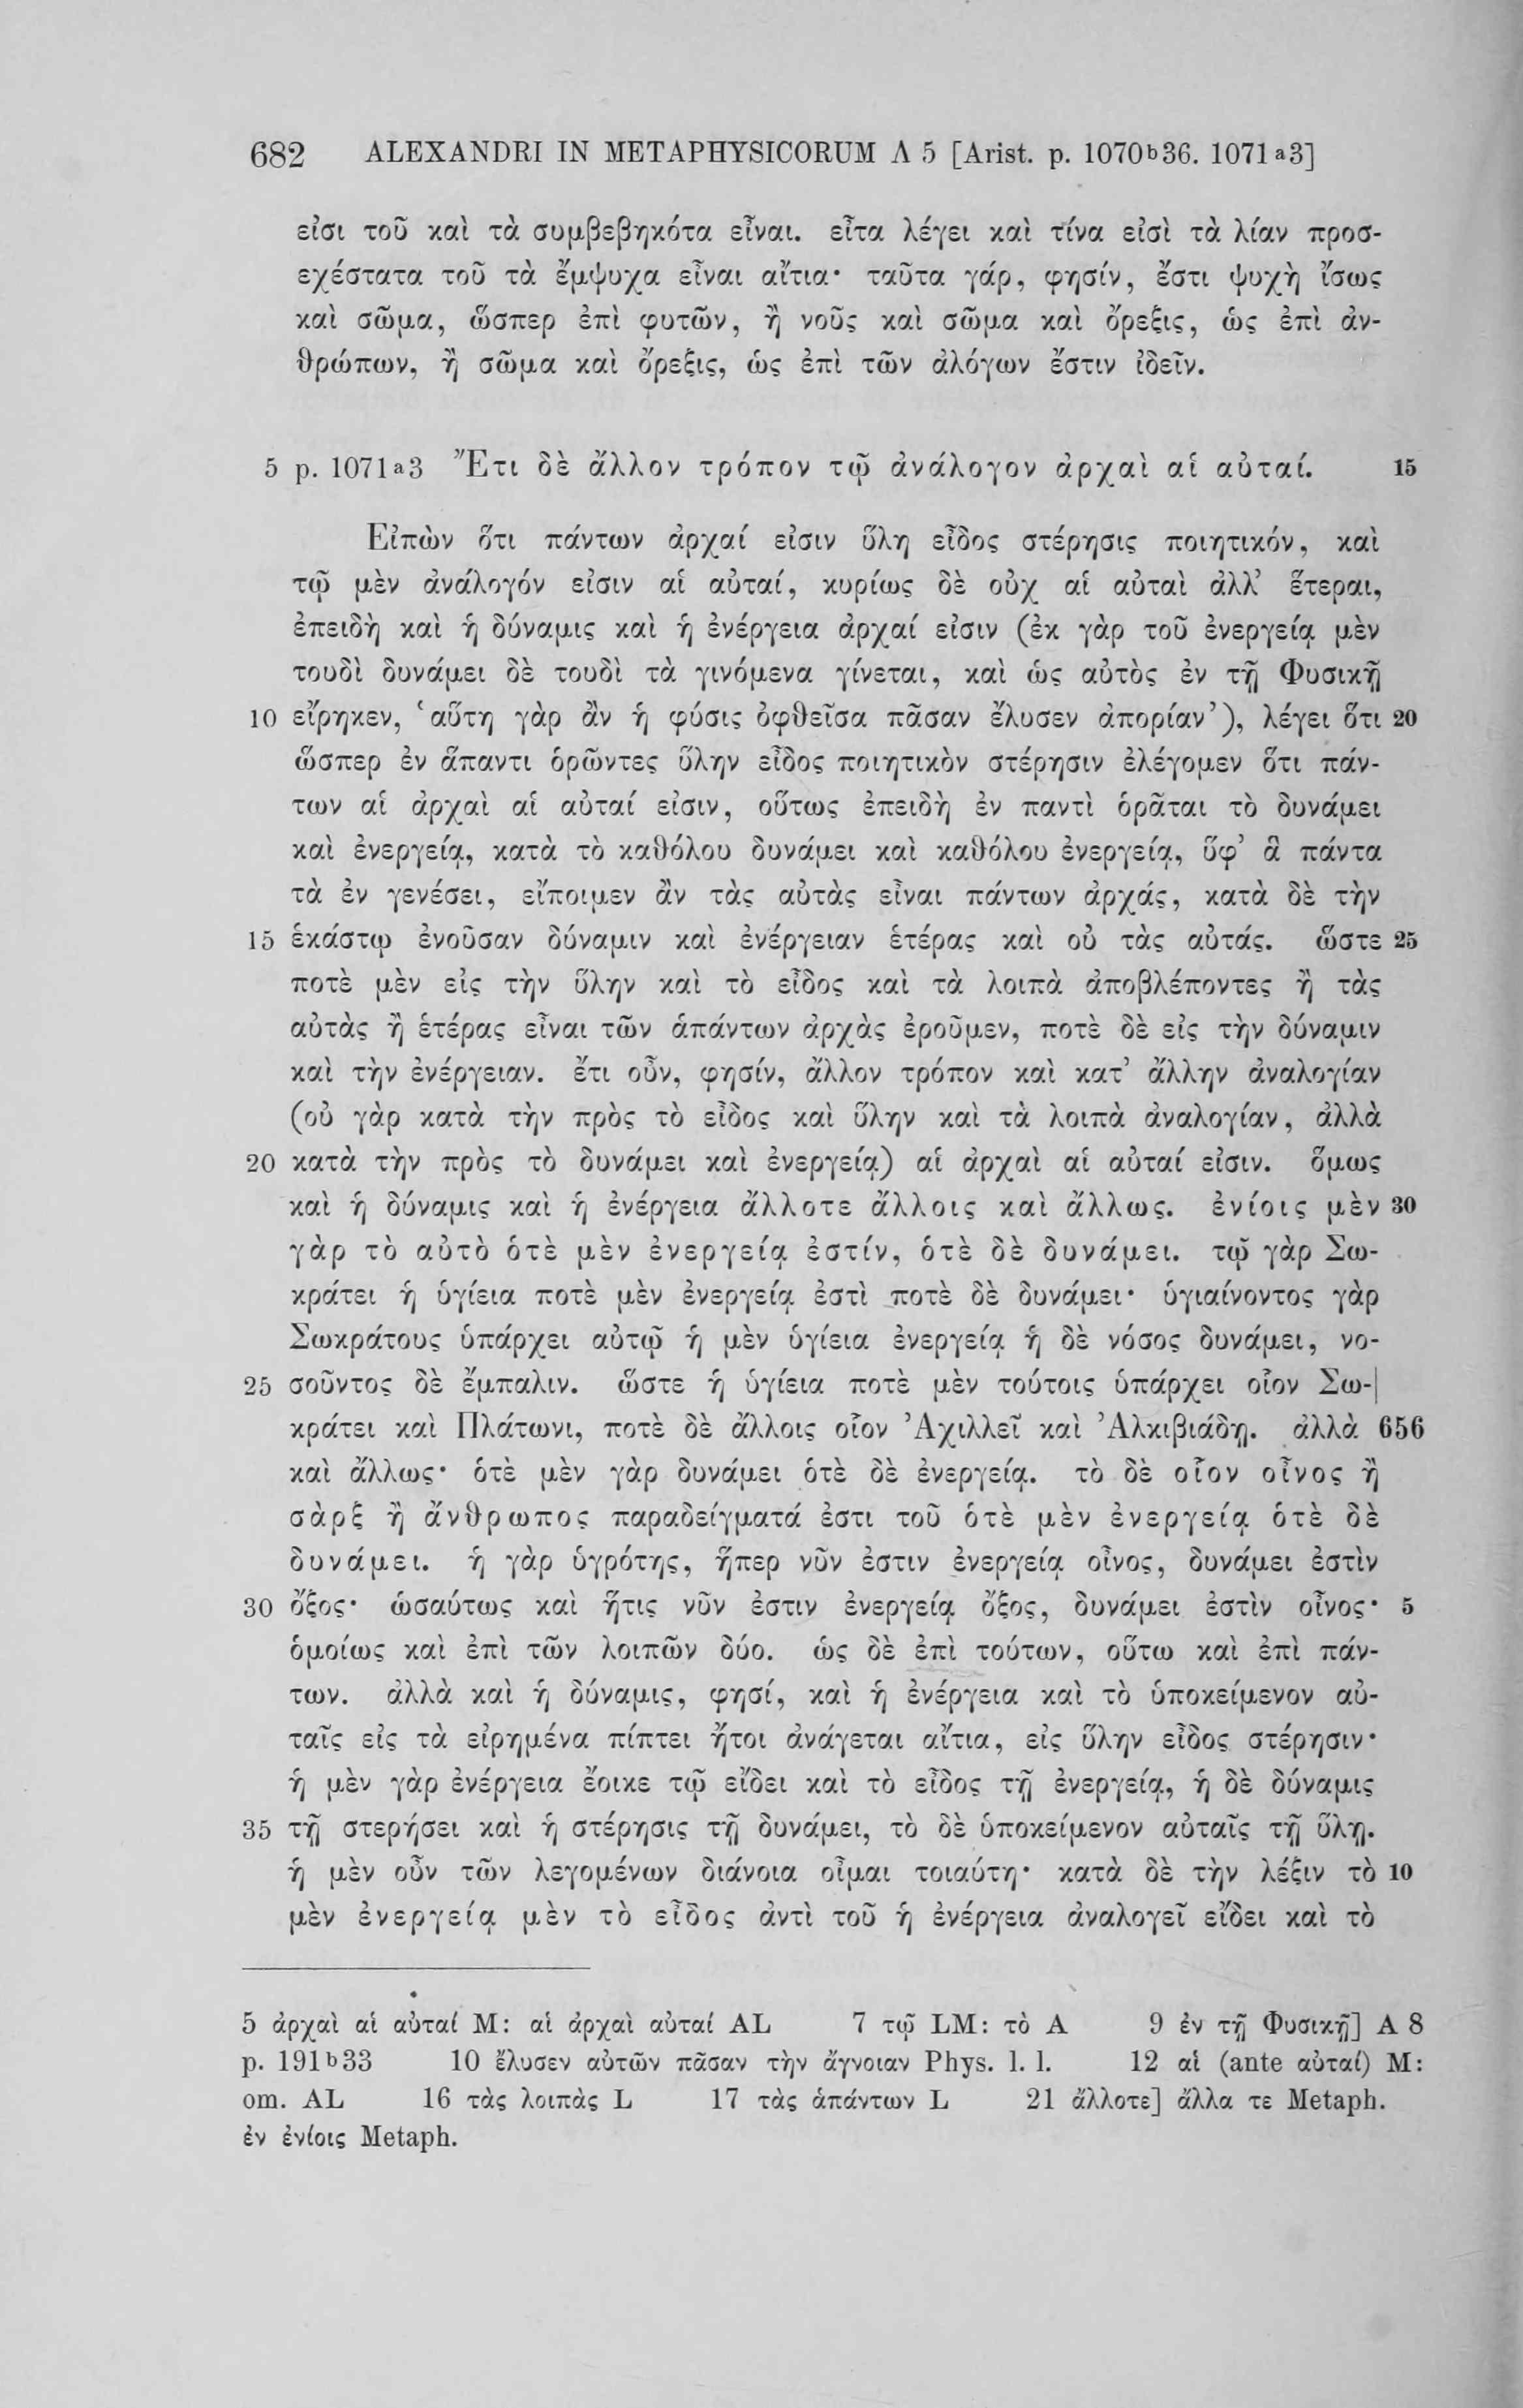 682 ALEXANDRI IN METAPHYSICORUM Λ 5 [Arist. p. 1070b36. 1071a3]
εἰσι τοῦ καὶ τὰ συμβεβηκότα εἶναι. εἶτα λέγει καὶ τίνα εἰσὶ τὰ λίαν προσ-
εχέστατα τοῦ τὰ ἔμψυχα εἶναι αἴτια· ταῦτα γάρ, φησίν, ἔστι ψυχὴ ἴσως
καὶ σῶμα, ὥσπερ ἐπὶ φυτῶν, ἢ νοῦς καὶ σῶμα καὶ ὄρεξις, ὡς ἐπὶ ἀν-
θρώπων, ἢ σῶμα καὶ ὄρεξις, ὡς ἐπὶ τῶν ἀλόγων ἔστιν ἰδεῖν.
5 p. 1071a3 Ἔτι δὲ ἄλλον τρόπον τῷ ἀνάλογον ἀρχαὶ αἱ αὐταί. 15
Εἰπὼν ὅτι πάντων ἀρχαί εἰσιν ὕλη εἶδος στέρησις ποιητικόν, καὶ
τῷ μὲν ἀνάλογόν εἰσιν αἱ αὐταί, κυρίως δὲ οὐχ αἱ αὐταὶ ἀλλ' ἕτεραι,
ἐπειδὴ καὶ ἡ δύναμις καὶ ἡ ἐνέργεια ἀρχαί εἰσιν (ἐκ γὰρ τοῦ ἐνεργείᾳ μὲν
τουδὶ δυνάμει δὲ τουδὶ τὰ γινόμενα γίνεται, καὶ ὡς αὐτὸς ἐν τῇ Φυσικῇ
10 εἴρηκεν, ‘αὕτη γὰρ ἂν ἡ φύσις ὀφθεῖσα πᾶσαν ἔλυσεν ἀπορίαν’), λέγει ὅτι 20
ὥσπερ ἐν ἅπαντι ὁρῶντες ὕλην εἶδος ποιητικὸν στέρησιν ἐλέγομεν ὅτι πάν-
των αἱ ἀρχαὶ αἱ αὐταί εἰσιν, οὕτως ἐπειδὴ ἐν παντὶ ὁρᾶται τὸ δυνάμει
καὶ ἐνεργείᾳ, κατὰ τὸ καθόλου δυνάμει καὶ καθόλου ἐνεργείᾳ, ὑφ' ἃ πάντα
τὰ ἐν γενέσει, εἴποιμεν ἂν τὰς αὐτὰς εἶναι πάντων ἀρχάς, κατὰ δὲ τὴν
15 ἑκάστῳ ἐνοῦσαν δύναμιν καὶ ἐνέργειαν ἑτέρας καὶ οὐ τὰς αὐτάς. ὥστε 25
ποτὲ μὲν εἰς τὴν ὕλην καὶ τὸ εἶδος καὶ τὰ λοιπὰ ἀποβλέποντες ἢ τὰς
αὐτὰς ἢ ἑτέρας εἶναι τῶν ἁπάντων ἀρχὰς ἐροῦμεν, ποτὲ δὲ εἰς τὴν δύναμιν
καὶ τὴν ἐνέργειαν. ἔτι οὖν, φησίν, ἄλλον τρόπον καὶ κατ' ἄλλην ἀναλογίαν
(οὐ γὰρ κατὰ τὴν πρὸς τὸ εἶδος καὶ ὕλην καὶ τὰ λοιπὰ ἀναλογίαν, ἀλλὰ
20 κατὰ τὴν πρὸς τὸ δυνάμει καὶ ἐνεργείᾳ) αἱ ἀρχαὶ αἱ αὐταί εἰσιν. ὅμως
καὶ ἡ δύναμις καὶ ἡ ἐνέργεια ἄλλοτε ἄλλοις καὶ ἄλλως. ἐνίοις μὲν 30
γὰρ τὸ αὐτὸ ὁτὲ μὲν ἐνεργείᾳ ἐστίν, ὁτὲ δὲ δυνάμει. τῷ γὰρ Σω-
κράτει ἡ ὑγίεια ποτὲ μὲν ἐνεργείᾳ ἐστὶ ποτὲ δὲ δυνάμει· ὑγιαίνοντος γὰρ
Σωκράτους ὑπάρχει αὐτῷ ἡ μὲν ὑγίεια ἐνεργείᾳ ἡ δὲ νόσος δυνάμει, νο-
25 σοῦντος δὲ ἔμπαλιν. ὥστε ἡ ὑγίεια ποτὲ μὲν τούτοις ὑπάρχει οἷον Σω-|
κράτει καὶ Πλάτωνι, ποτὲ δὲ ἄλλοις οἷον Ἀχιλλεῖ καὶ Ἀλκιβιάδῃ. ἀλλὰ 656
καὶ ἄλλως· ὁτὲ μὲν γὰρ δυνάμει ὁτὲ δὲ ἐνεργείᾳ. τὸ δὲ οἷον οἶνος ἢ
σὰρξ ἢ ἄνθρωπος παραδείγματά ἐστι τοῦ ὁτὲ μὲν ἐνεργείᾳ ὁτὲ δὲ
δυνάμει. ἡ γὰρ ὑγρότης, ἥπερ νῦν ἐστιν ἐνεργείᾳ οἶνος, δυνάμει ἐστὶν
30 ὄξος· ὡσαύτως καὶ ἥτις νῦν ἐστιν ἐνεργείᾳ ὄξος, δυνάμει ἐστὶν οἶνος· 5
ὁμοίως καὶ ἐπὶ τῶν λοιπῶν δύο. ὡς δὲ ἐπὶ τούτων, οὕτω καὶ ἐπὶ πάν-
των. ἀλλὰ καὶ ἡ δύναμις, φησί, καὶ ἡ ἐνέργεια καὶ τὸ ὑποκείμενον αὐ-
ταῖς εἰς τὰ εἰρημένα πίπτει ἤτοι ἀνάγεται αἴτια, εἰς ὕλην εἶδος στέρησιν·
ἡ μὲν γὰρ ἐνέργεια ἔοικε τῷ εἴδει καὶ τὸ εἶδος τῇ ἐνεργείᾳ, ἡ δὲ δύναμις
35 τῇ στερήσει καὶ ἡ στέρησις τῇ δυνάμει, τὸ δὲ ὑποκείμενον αὐταῖς τῇ ὕλῃ.
ἡ μὲν οὖν τῶν λεγομένων διάνοια οἶμαι τοιαύτη· κατὰ δὲ τὴν λέξιν τὸ 10
μὲν ἐνεργείᾳ μὲν τὸ εἶδος ἀντὶ τοῦ ἡ ἐνέργεια ἀναλογεῖ εἴδει καὶ τὸ
5 ἀρχαὶ αἱ αὐταί M: αἱ ἀρχαὶ αὐταί AL 7 τῷ LM: τὸ A 9 ἐν τῇ Φυσικῇ] A 8
p. 191b33 10 ἔλυσεν αὐτῶν πᾶσαν τὴν ἄγνοιαν Phys. l. l. 12 αἱ (ante αὐταί) M:
om. AL 16 τὰς λοιπὰς L 17 τὰς ἁπάντων L 21 ἄλλοτε] ἄλλα τε Metaph.
ἐν ἐνίοις Metaph.